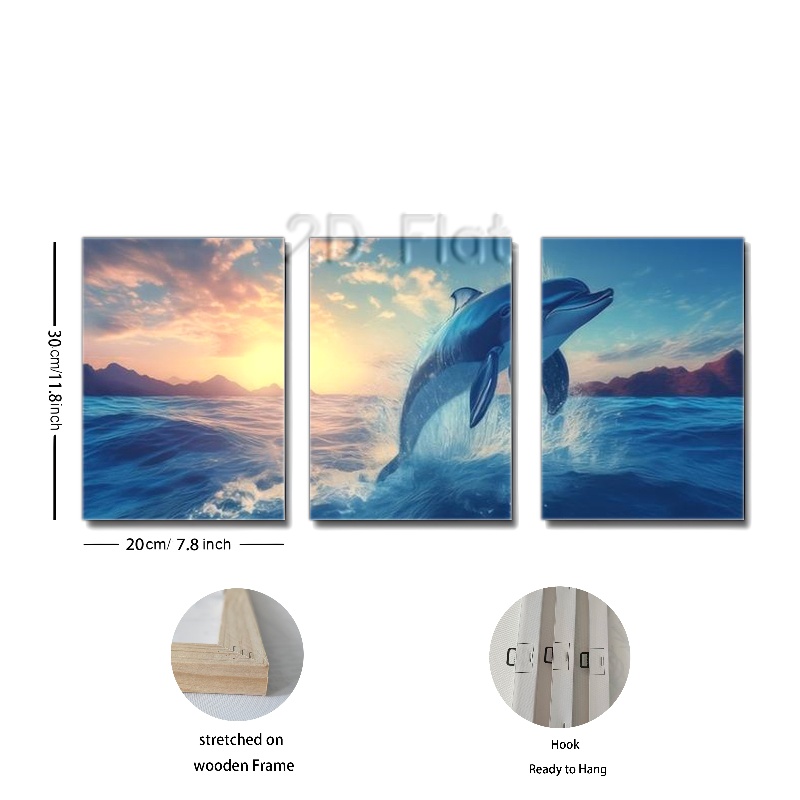 2D Flat
30cm/11.8inch
20cm/ 7.8 inch
stretched on
wooden Frame
Hook
Ready to Hang